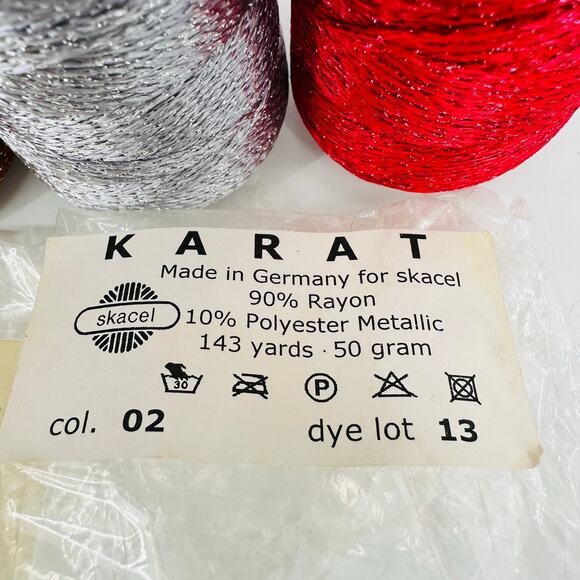 KARAT
Made in Germany for skacel
90% Rayon
skacel
10% Polyester Metallic
143 yards · 50 gram
30
P
col. 02
dye lot 13